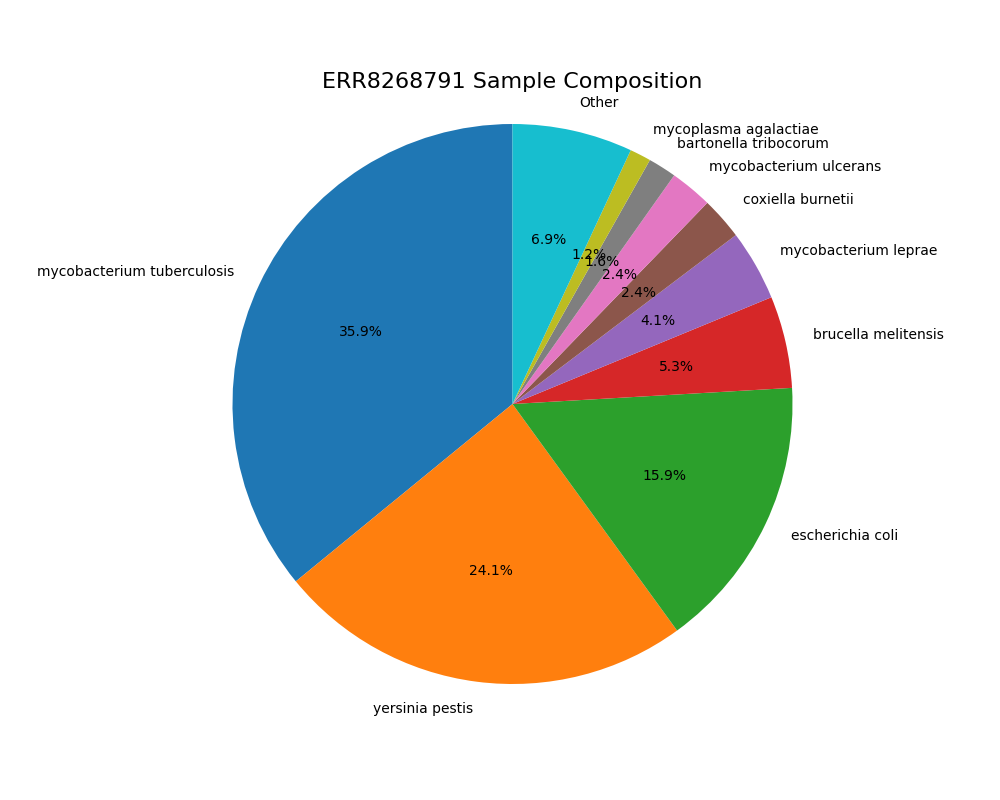 ERR8268791 Sample Composition
Other
mycoplasma agalactiae
bartonella tribocorum
mycobacterium ulcerans
coxiella burnetii
mycobacterium leprae
brucella melitensis
escherichia coli
yersinia pestis
mycobacterium tuberculosis
6.9%
1.2%
1.6%
2.4%
2.4%
4.1%
5.3%
15.9%
24.1%
35.9%